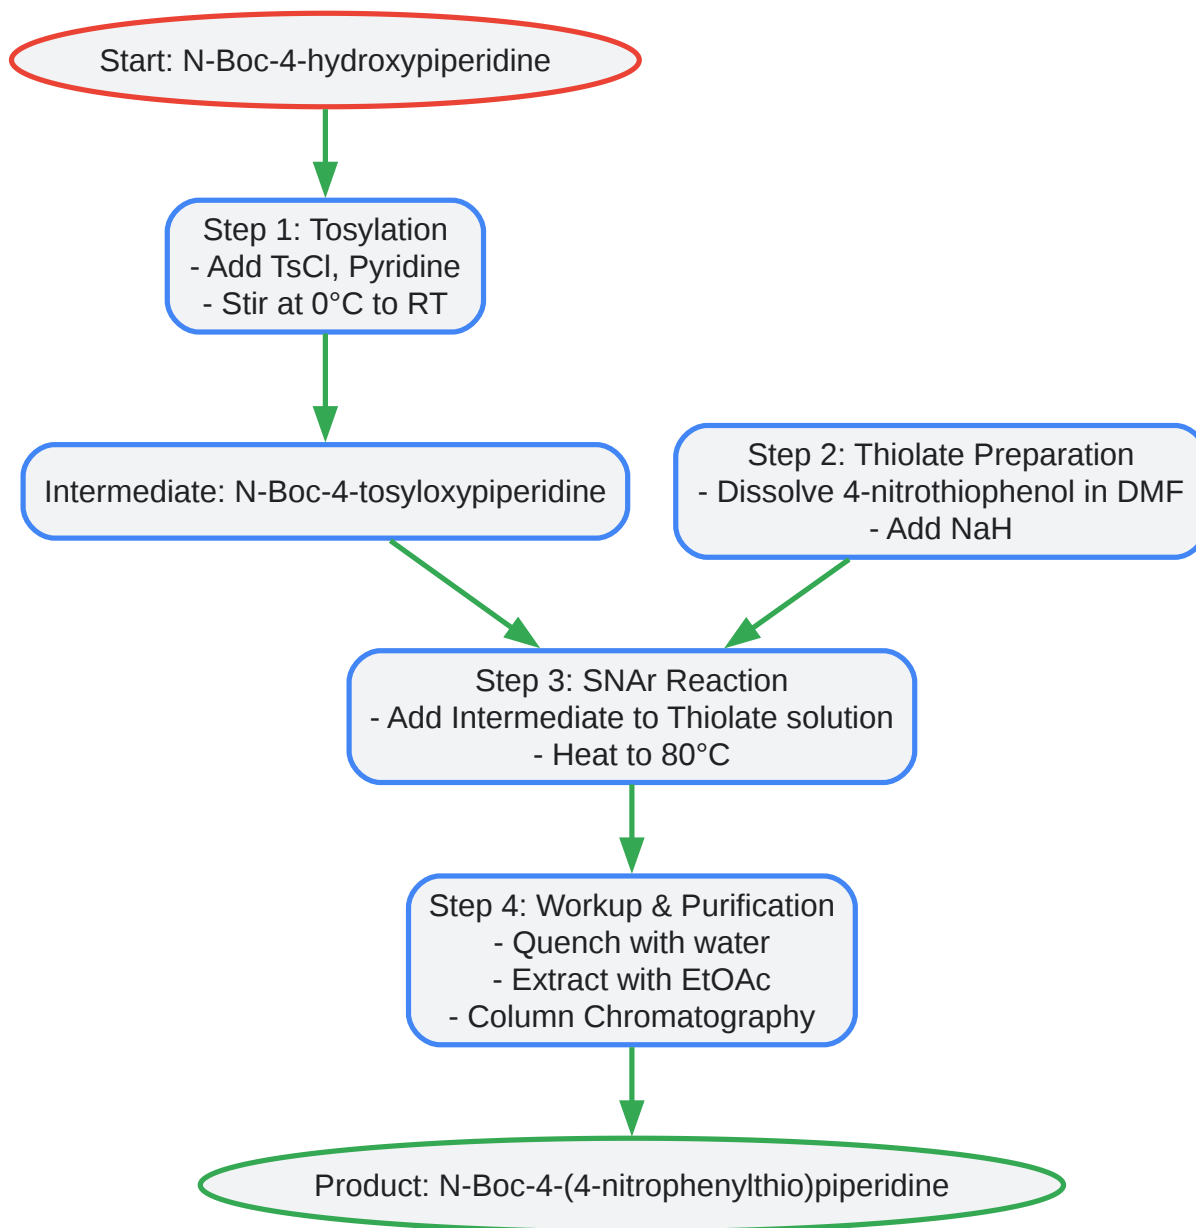 Start: N-Boc-4-hydroxypiperidine
Step 1: Tosylation
- Add TsCl, Pyridine
- Stir at 0°C to RT
Intermediate: N-Boc-4-tosyloxypiperidine
Step 2: Thiolate Preparation
- Dissolve 4-nitrothiophenol in DMF
- Add NaH
Step 3: SNAr Reaction
- Add Intermediate to Thiolate solution
- Heat to 80°C
Step 4: Workup & Purification
- Quench with water
- Extract with EtOAc
- Column Chromatography
Product: N-Boc-4-(4-nitrophenylthio)piperidine